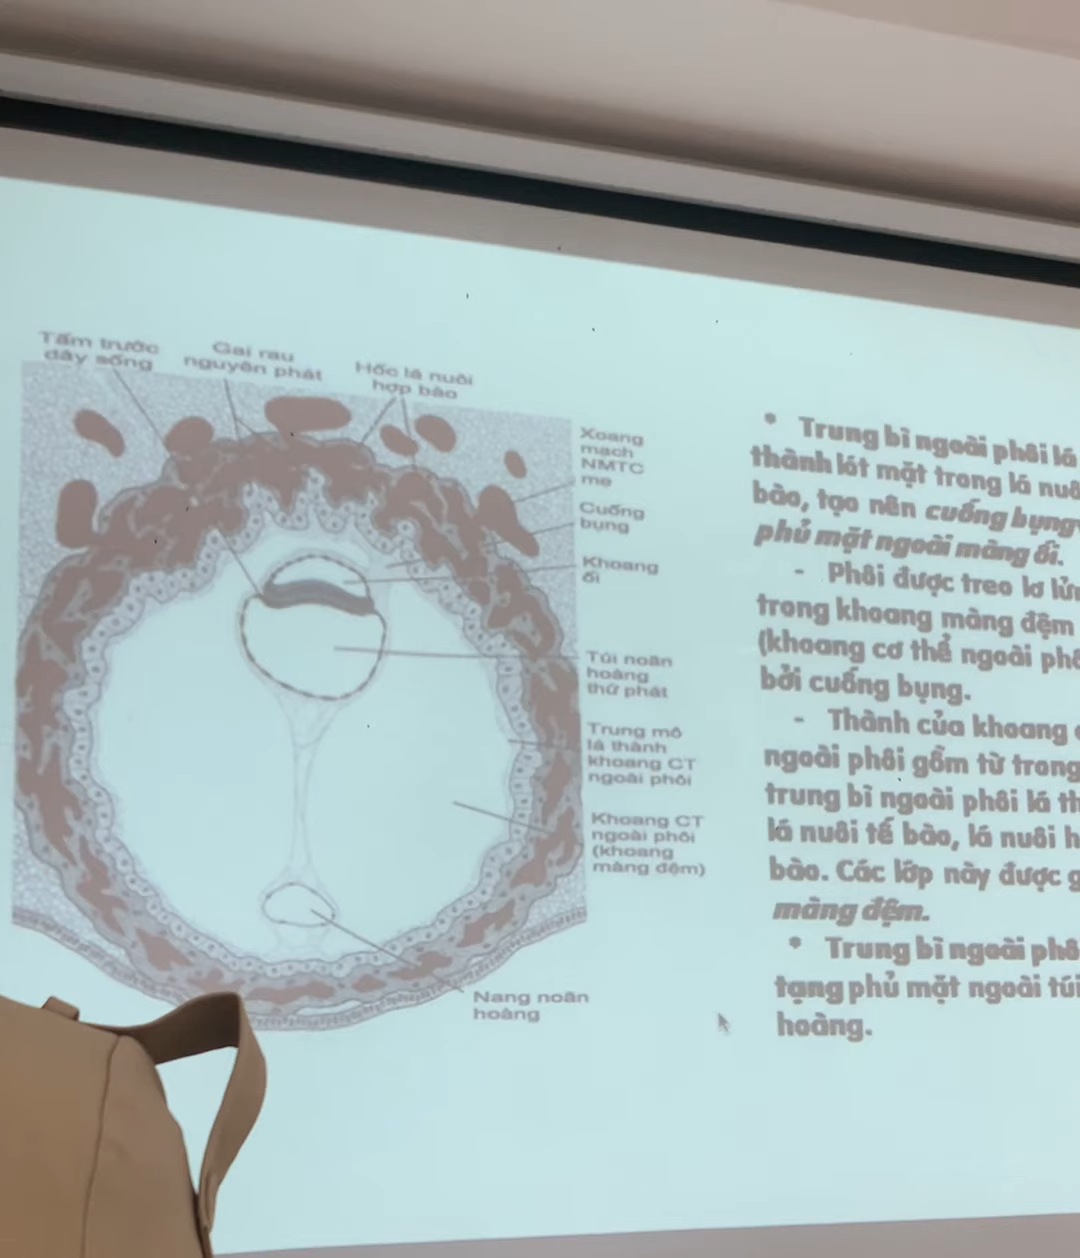 Tấm trước
dây sống
Gai rau
nguyên phát
Hốc lá nuôi
hợp bào
Xoang
mạch
NMTC
mẹ
Cuống
bụng
Khoang
ối
Túi noãn
hoàng
thứ phát
Trung mô
lá thành
khoang CT
ngoài phôi
Khoang CT
ngoài phôi
(khoang
màng đệm)
Nang noãn
hoàng
• Trung bì ngoài phôi lá
thành lót mặt trong lá
bào, tạo nên cuống bụng
phủ mặt ngoài màng ối.
- Phôi được treo lơ
trong khoang màng đệm
(khoang cơ thể ngoài
bởi cuống bụng.
- Thành của khoang
ngoài phôi gồm từ trong
trung bì ngoài phôi lá
lá nuôi tế bào, lá nuôi
bào. Các lớp này được
màng đệm.
• Trung bì ngoài
tạng phủ mặt ngoài túi
hoàng.